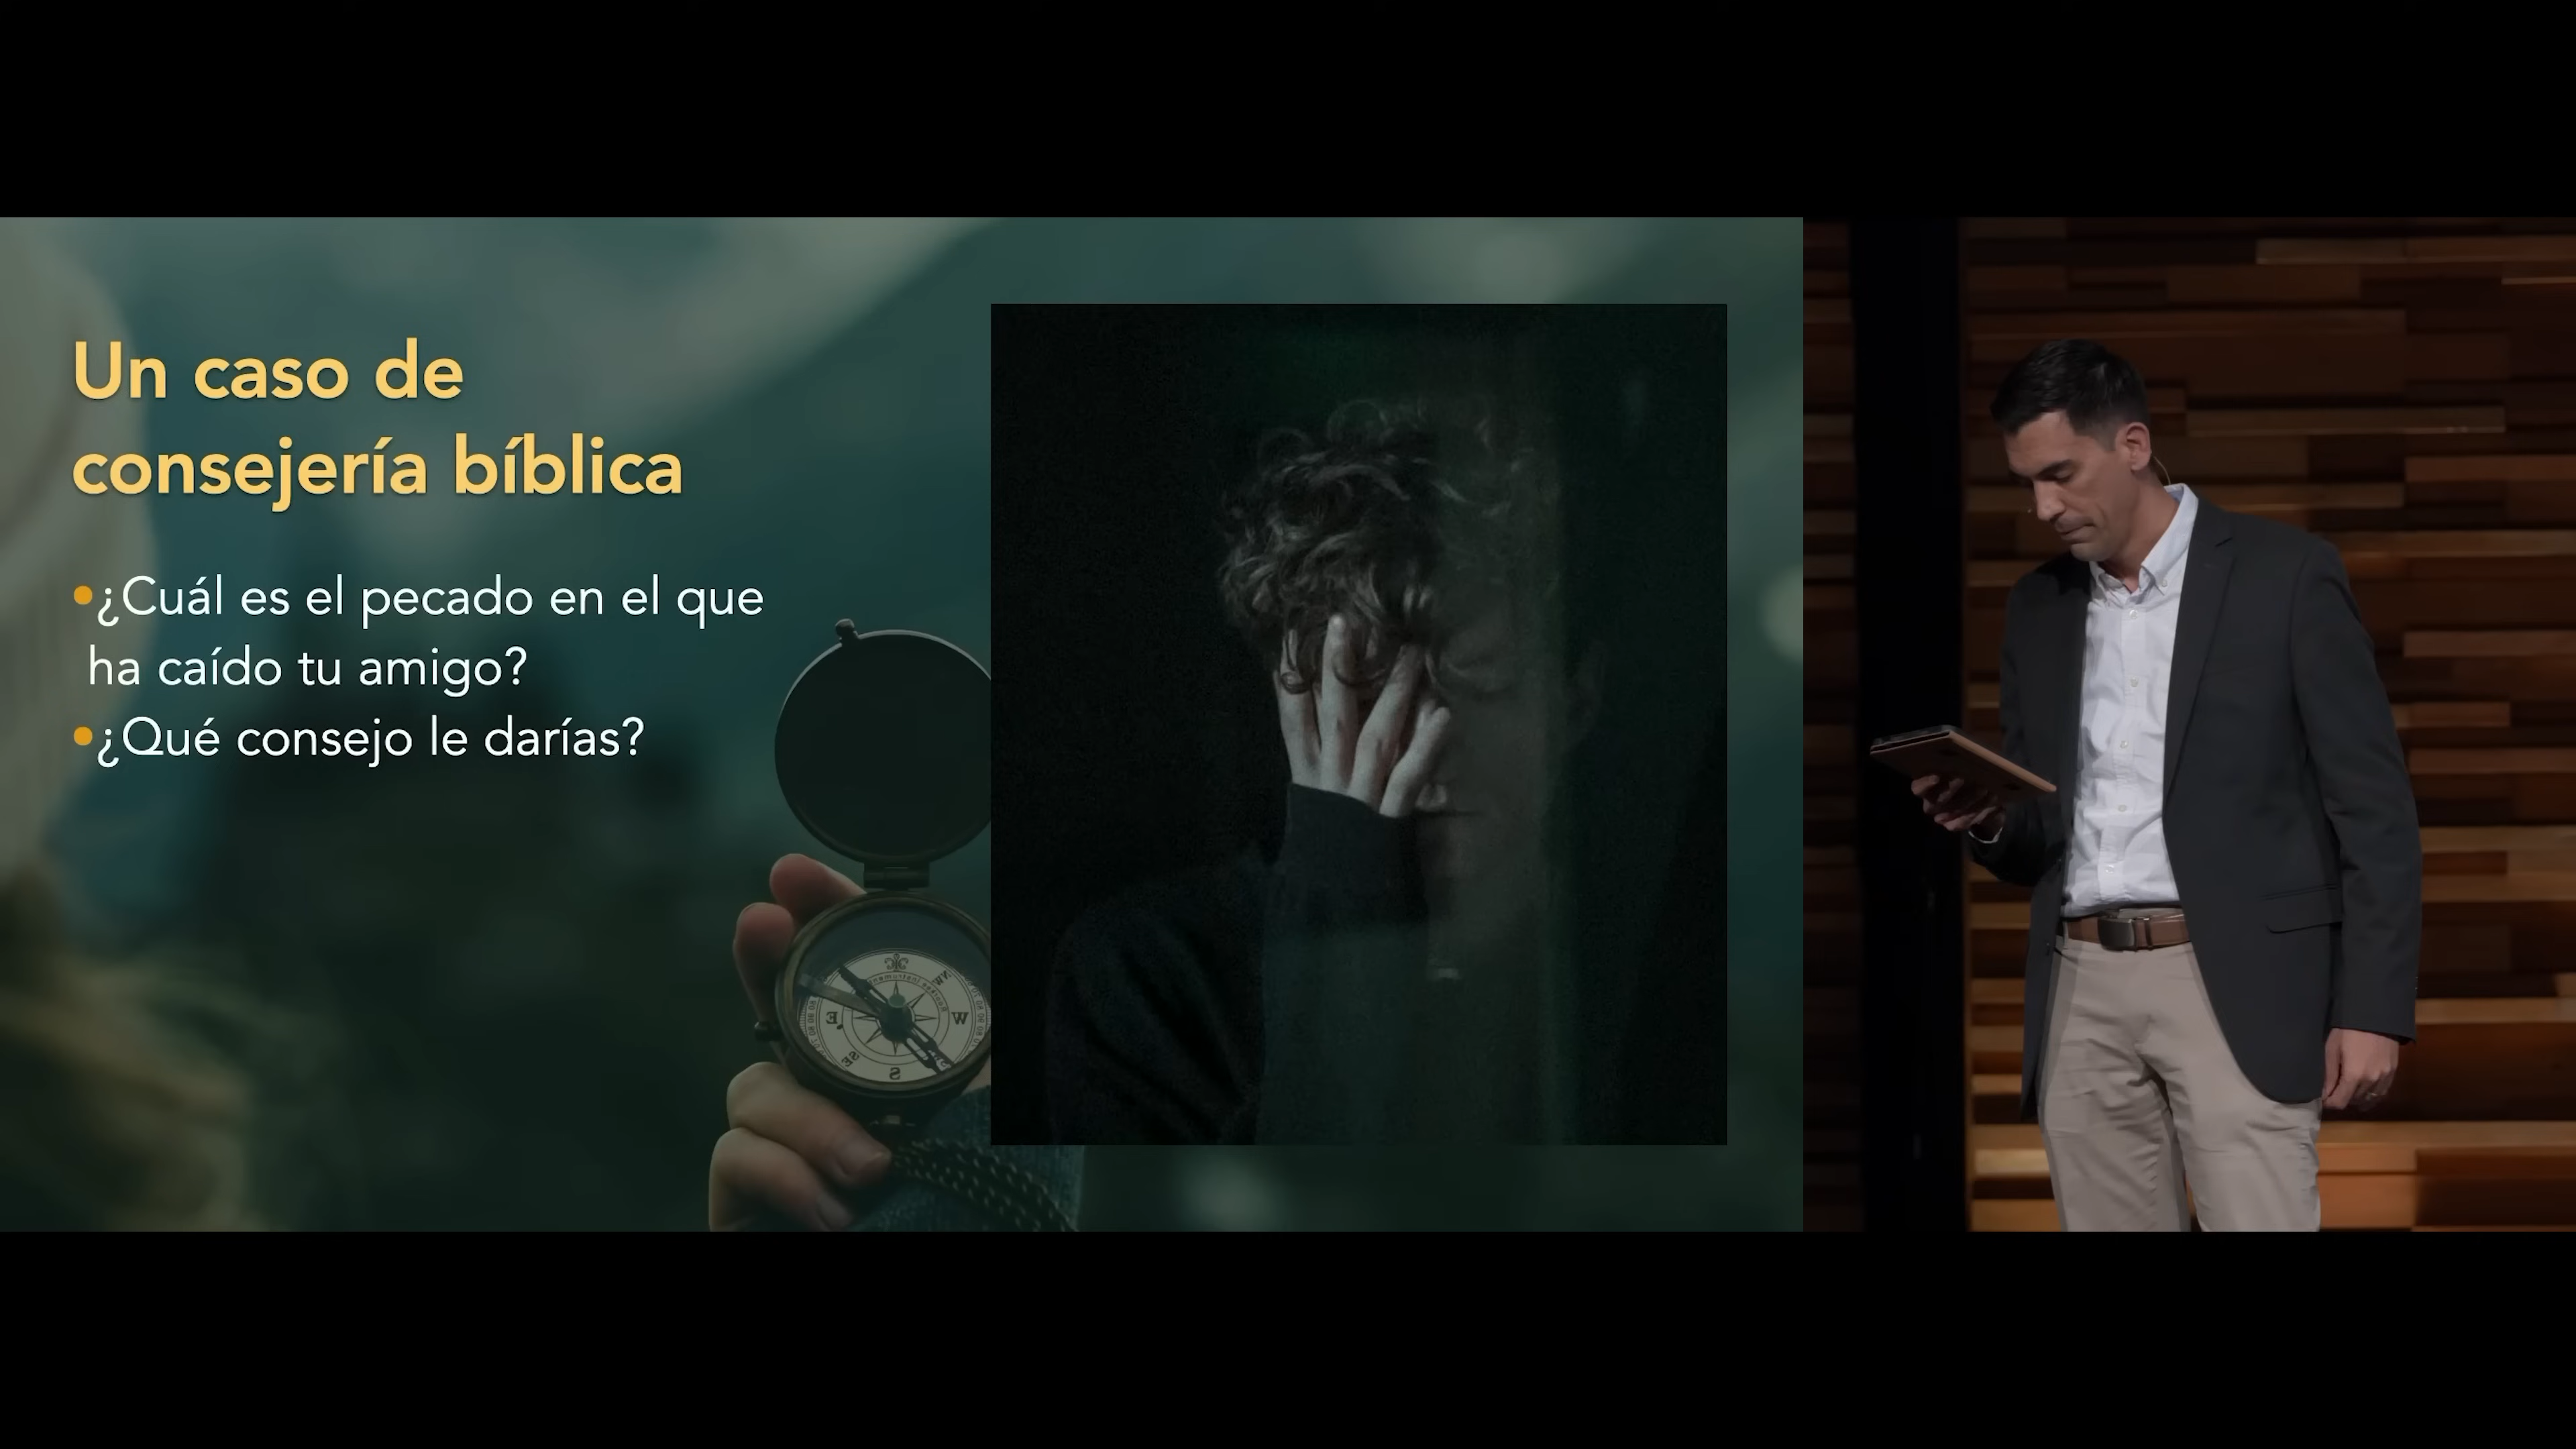 Un caso de
consejería bíblica
•¿Cuál es el pecado en el que
ha caído tu amigo?
•¿Qué consejo le darías?
E
W
S
SE